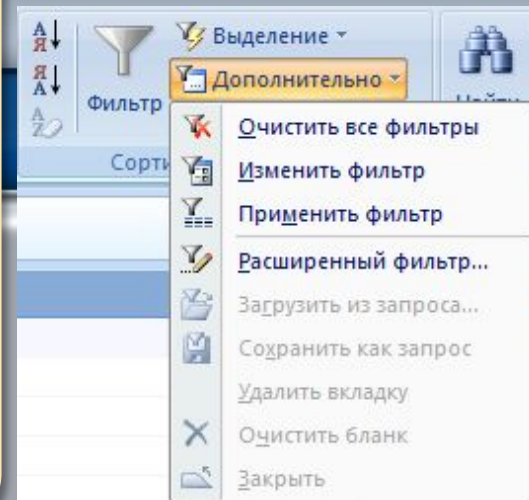 Выделение
Дополнительно
Фильтр
Очистить все фильтры
Изменить фильтр
Применить фильтр
Расширенный фильтр...
Загрузить из запроса...
Сохранить как запрос
Удалить вкладку
Очистить бланк
Закрыть